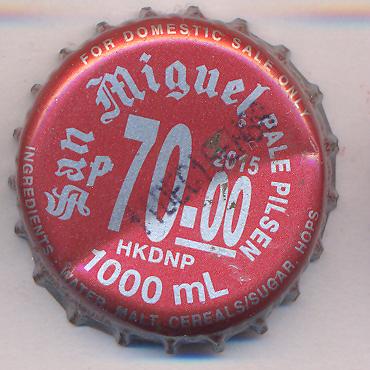 FOR DOMESTIC SALE ONLY
San Miguel
PALE PILSEN
P 70.00
2015
HKDNP
1000 mL
INGREDIENTS: WATER, MALT, CEREALS/SUGAR, HOPS